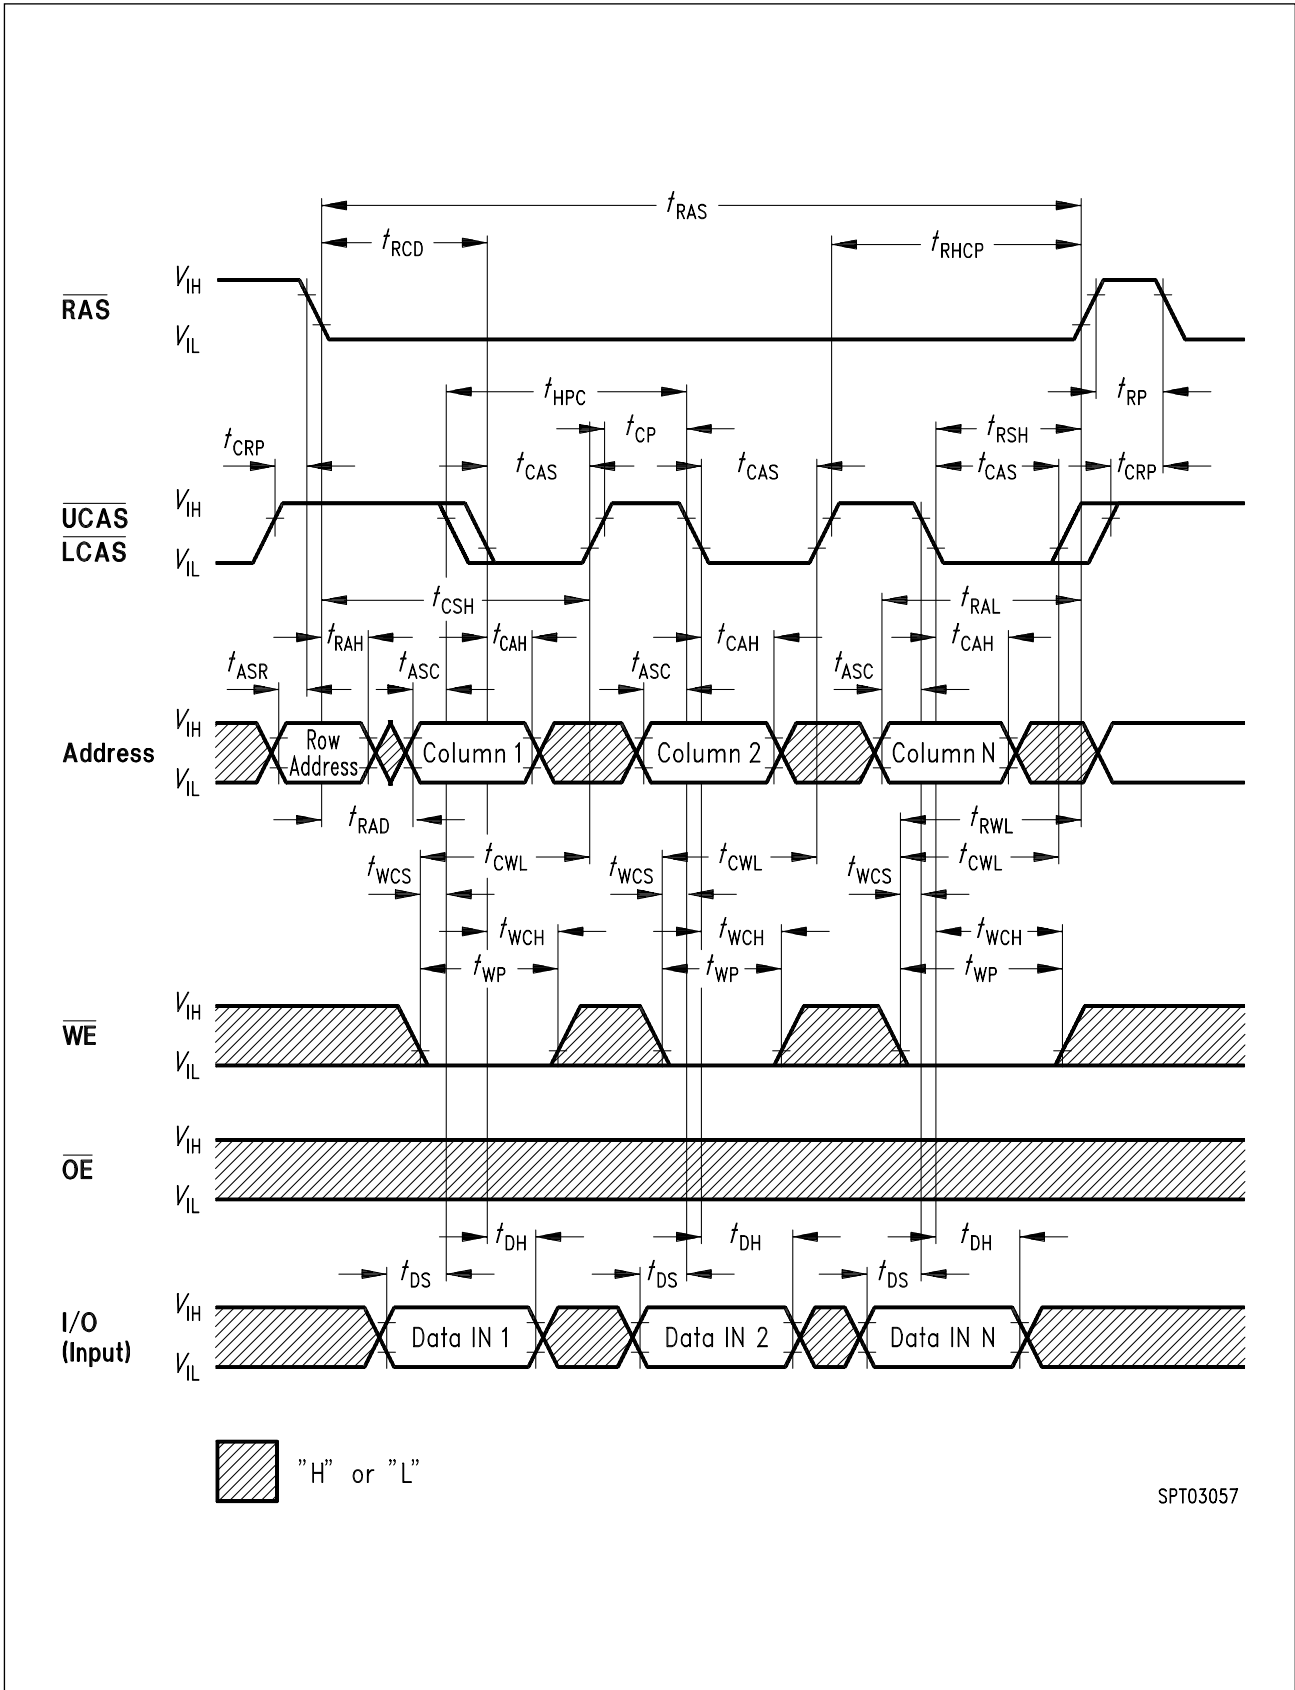 tRAS
tRCD
tRHCP
RAS
VIH
VIL
tHPC
tRP
tCP
tRSH
tCRP
tCAS
tCAS
tCAS
tCRP
UCAS
LCAS
VIH
VIL
tCSH
tRAL
tRAH
tCAH
tCAH
tCAH
tASR
tASC
tASC
tASC
Address
VIH
VIL
Row Address
Column 1
Column 2
Column N
tRAD
tRWL
tCWL
tCWL
tCWL
tWCS
tWCS
tWCS
tWCH
tWCH
tWCH
tWP
tWP
tWP
WE
VIH
VIL
OE
VIH
VIL
tDH
tDH
tDH
tDS
tDS
tDS
I/O
(Input)
VIH
VIL
Data IN 1
Data IN 2
Data IN N
"H" or "L"
SPT03057